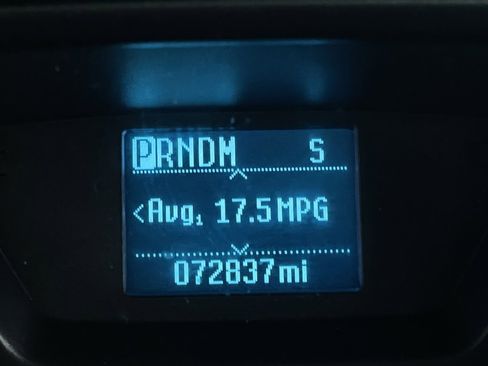 PRNDM S
<Avg₁ 17.5MPG
072837mi